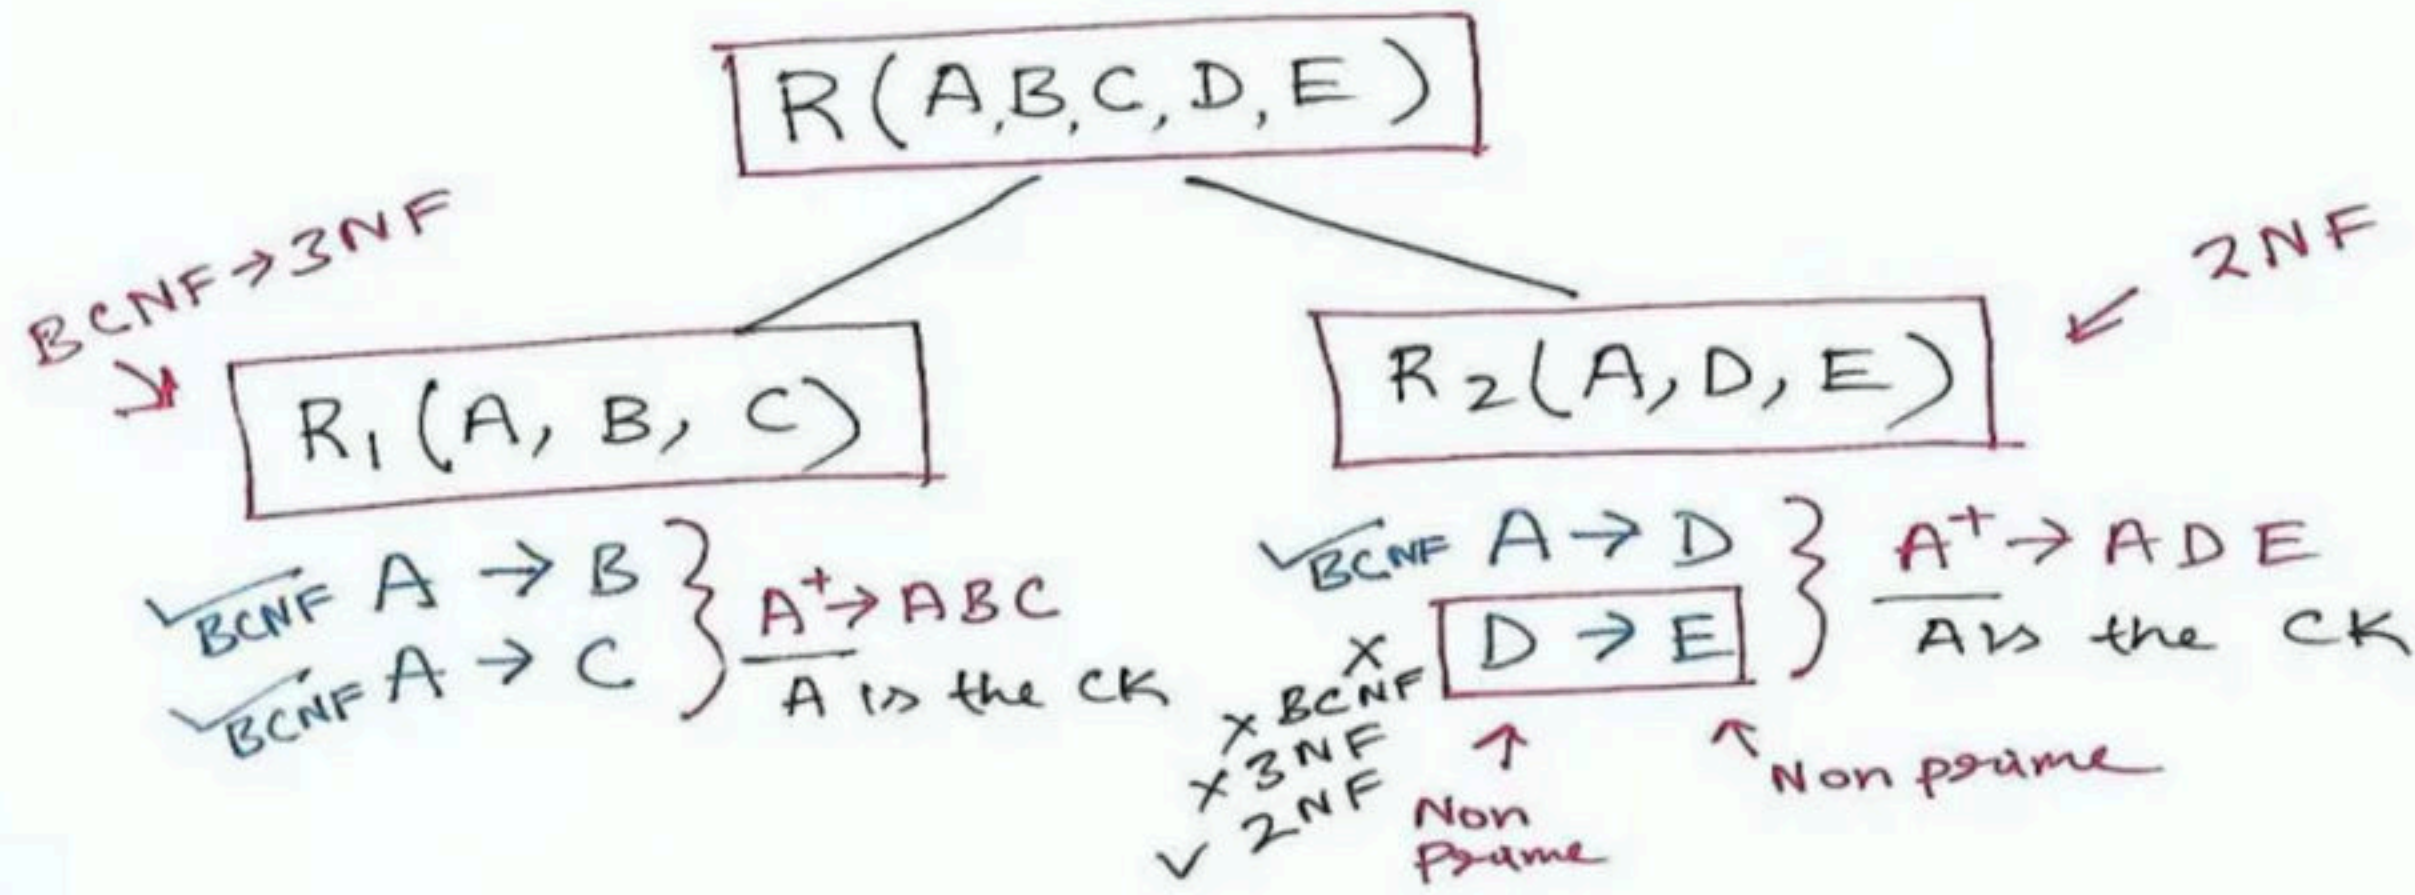 R(A,B,C,D,E)
BCNF→3NF
2NF
R1(A, B, C)
R2(A, D, E)
✓BCNF A → B
✓BCNF A → C
A+→ABC
A is the CK
✓BCNF A → D
× D → E
A+→ADE
A is the CK
× BCNF
× 3NF
✓ 2NF
Non
Prime
Non prime